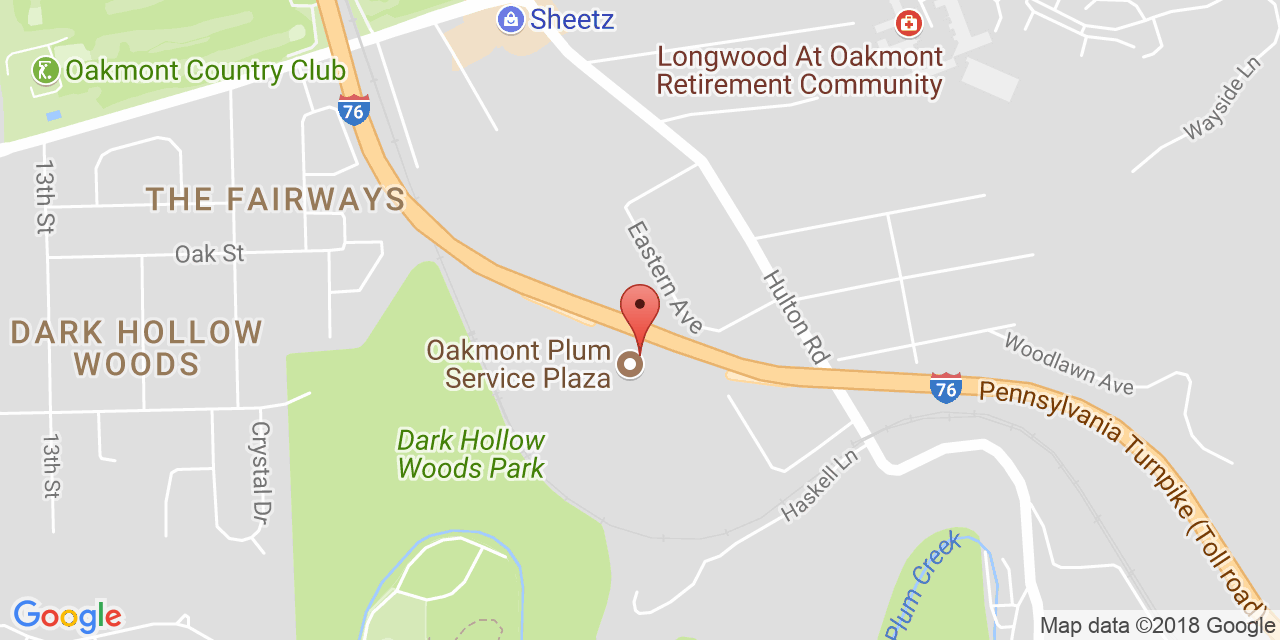 Sheetz
Oakmont Country Club
Longwood At Oakmont
Retirement Community
76
Wayside Ln
13th St
THE FAIRWAYS
Oak St
Eastern Ave
Hulton Rd
DARK HOLLOW
WOODS
Oakmont Plum
Service Plaza
Woodlawn Ave
76
Pennsylvania Turnpike (Toll road)
13th St
Crystal Dr
Dark Hollow
Woods Park
Haskell Ln
Plum Creek
Google
Map data ©2018 Google